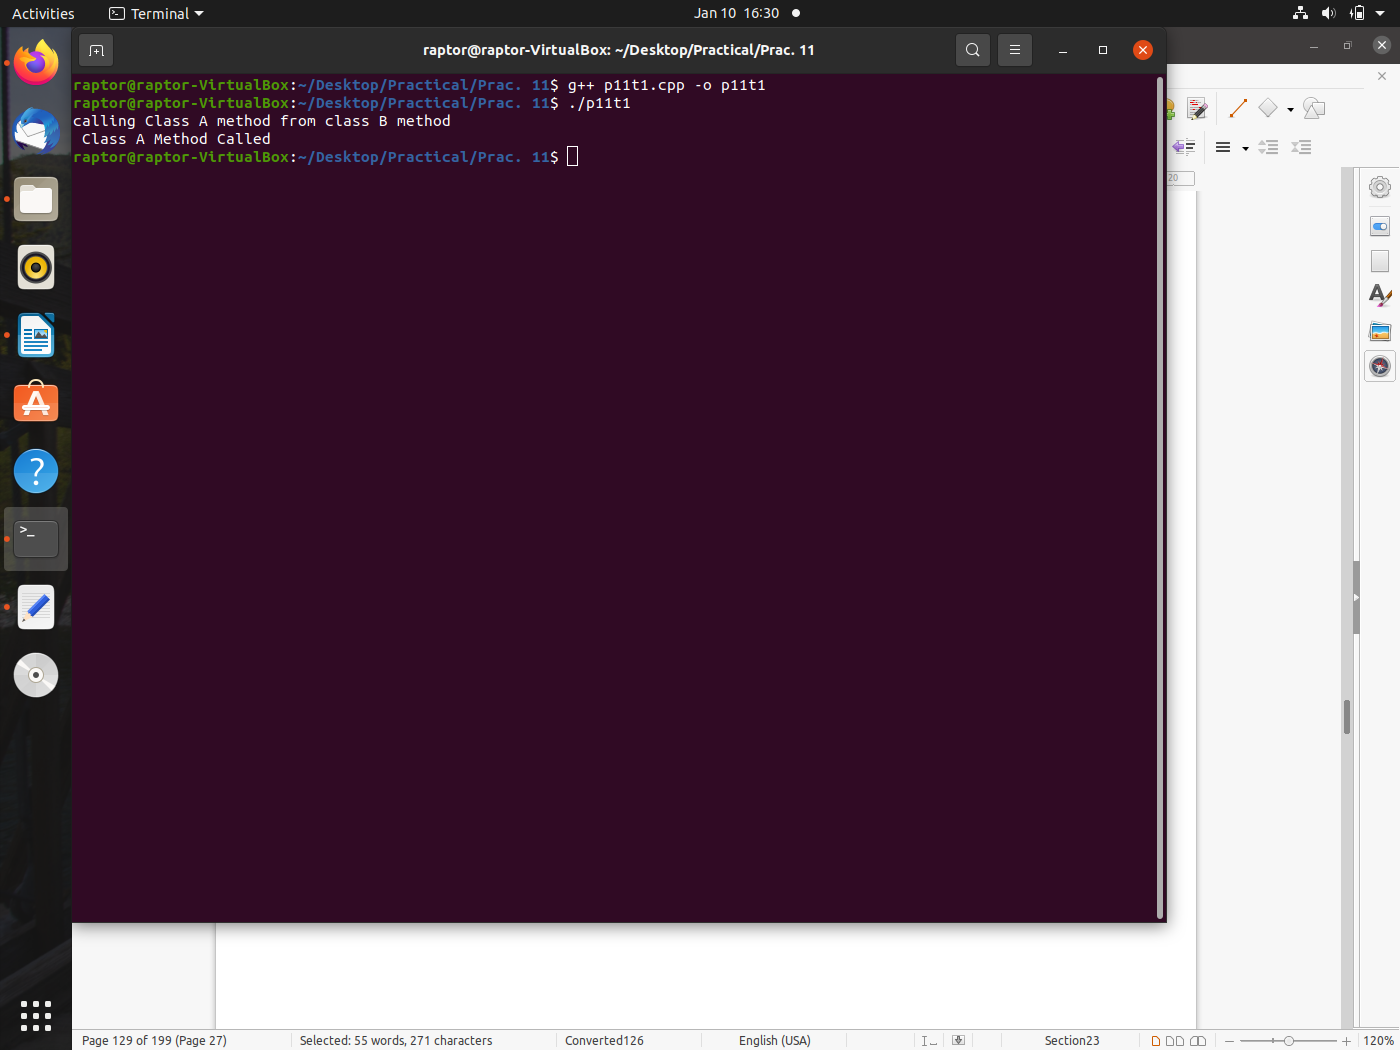 Activities Terminal Jan 10 16:30
raptor@raptor-VirtualBox: ~/Desktop/Practical/Prac. 11
raptor@raptor-VirtualBox:~/Desktop/Practical/Prac. 11$ g++ p11t1.cpp -o p11t1
raptor@raptor-VirtualBox:~/Desktop/Practical/Prac. 11$ ./p11t1
calling Class A method from class B method
Class A Method Called
raptor@raptor-VirtualBox:~/Desktop/Practical/Prac. 11$
20
Page 129 of 199 (Page 27) Selected: 55 words, 271 characters Converted126 English (USA) Section23 120%